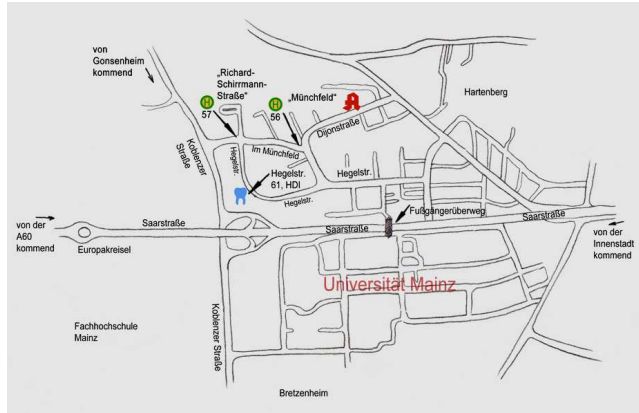 von
Gonsenheim
kommend
„Richard-
Schirrmann-
Straße“
H
57
H
56
„Münchfeld“
Dijonstraße
Hartenberg
Koblenzer
Straße
Hegelstr.
Im Münchfeld
Hegelstr.
61, HDI
Hegelstr.
Hegelstr.
Fußgängerüberweg
von der
A60
kommend
Saarstraße
Saarstraße
Saarstraße
von der
Innenstadt
kommend
Europakreisel
Universität Mainz
Koblenzer Straße
Fachhochschule
Mainz
Bretzenheim